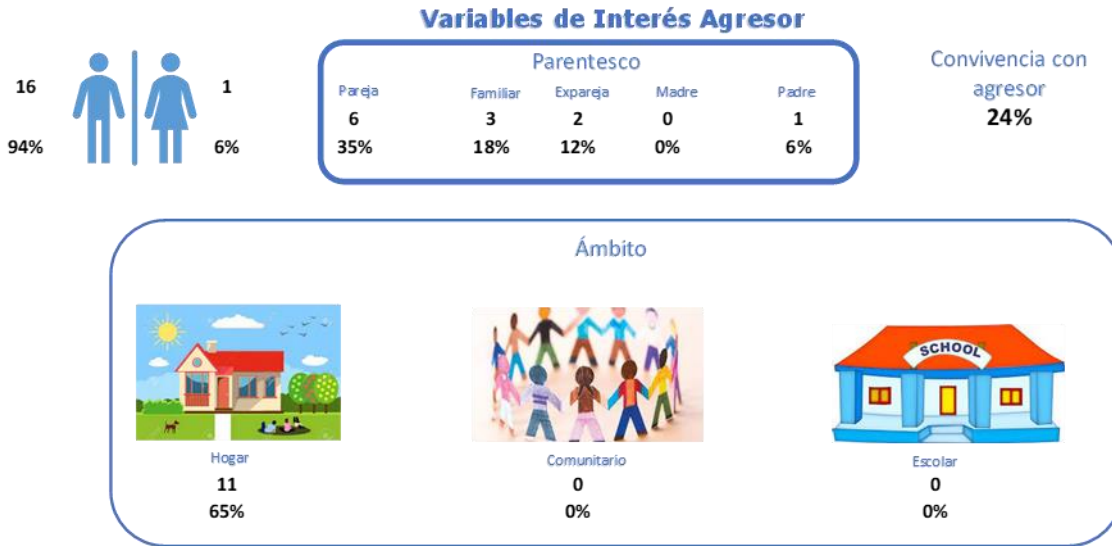 Variables de Interés Agresor
16
94%
1
6%
Parentesco
Pareja Familiar Expareja Madre Padre
6 3 2 0 1
35% 18% 12% 0% 6%
Convivencia con
agresor
24%
Ámbito
SCHOOL
Hogar Comunitario Escolar
11 0 0
65% 0% 0%